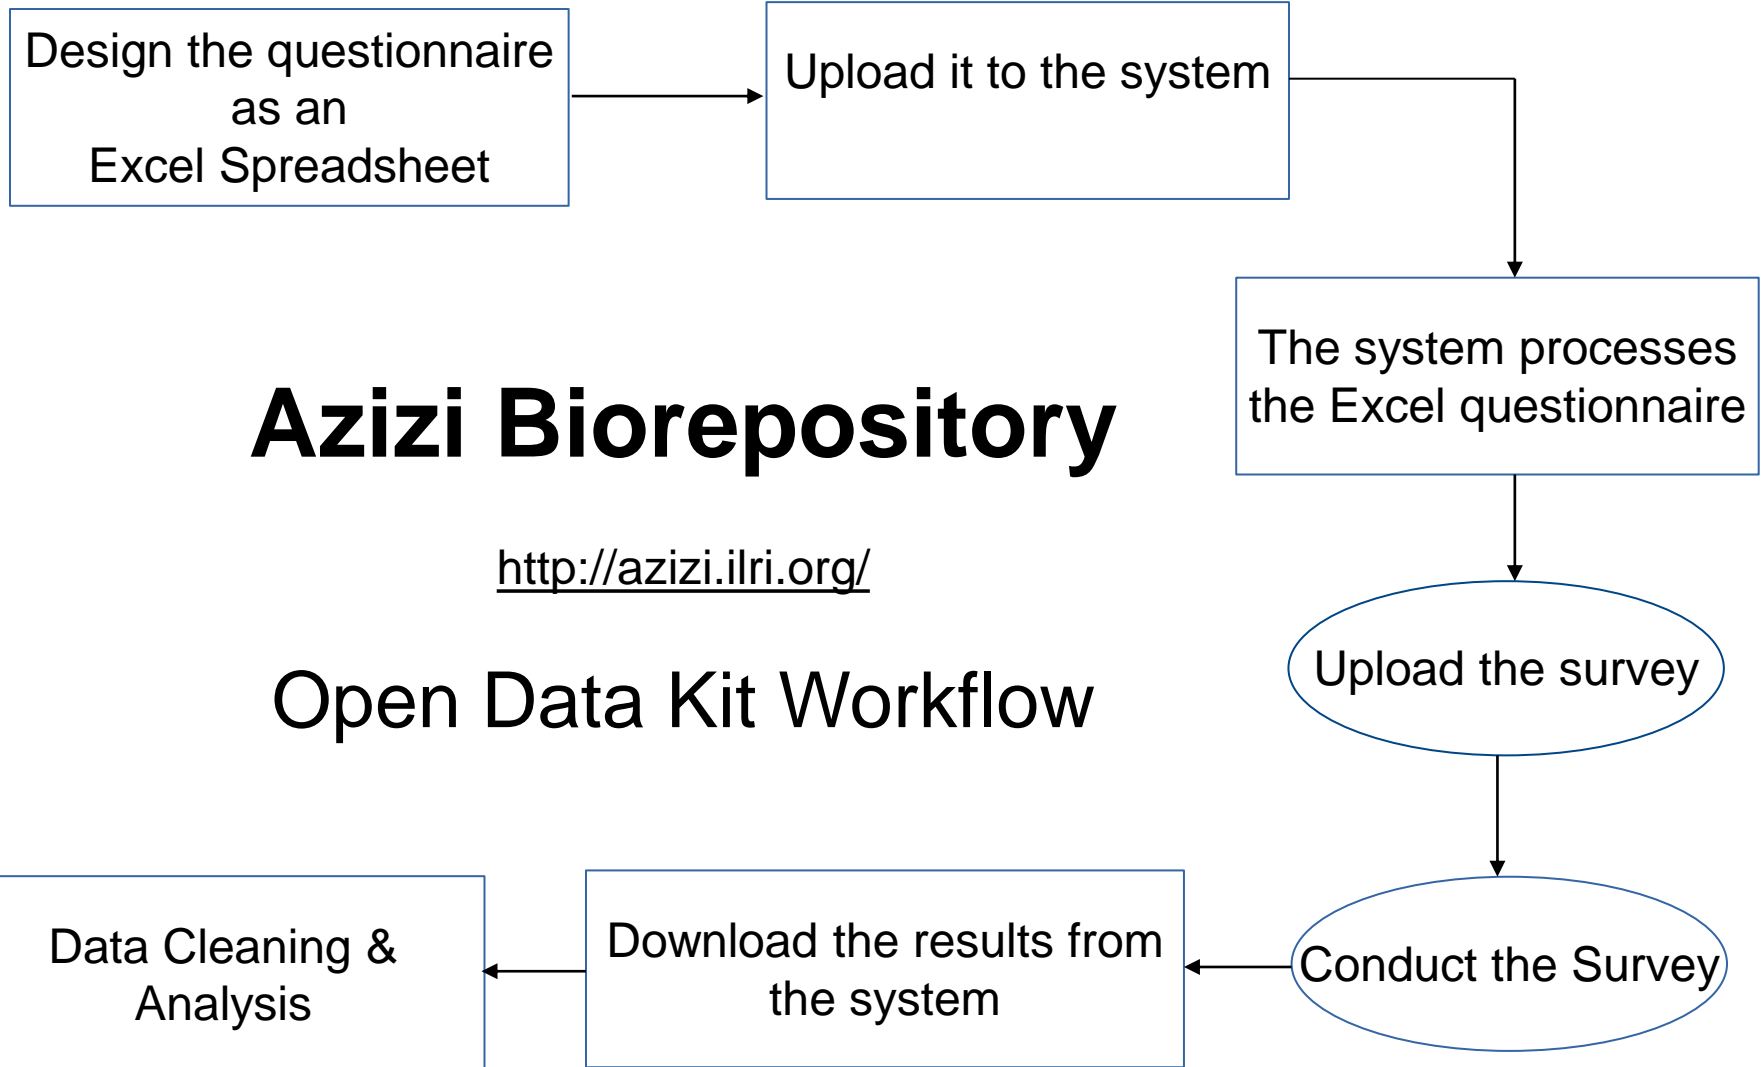 Design the questionnaire
as an
Excel Spreadsheet
Upload it to the system
The system processes
the Excel questionnaire
Azizi Biorepository
http://azizi.ilri.org/
Open Data Kit Workflow
Upload the survey
Conduct the Survey
Download the results from
the system
Data Cleaning &
Analysis